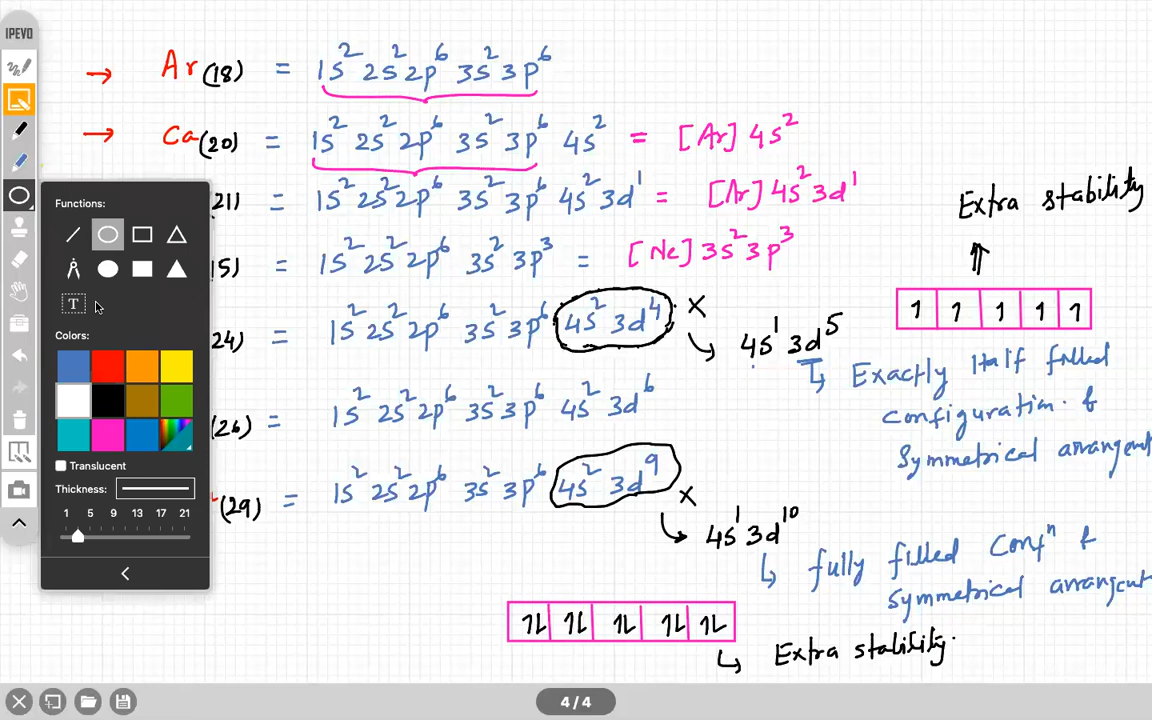 IPEVO
→ Ar(18) = 1s² 2s² 2p⁶ 3s² 3p⁶
→ Ca(20) = 1s² 2s² 2p⁶ 3s² 3p⁶ 4s² = [Ar] 4s²
21) = 1s² 2s² 2p⁶ 3s² 3p⁶ 4s² 3d¹ = [Ar] 4s² 3d¹
Extra stability
15) = 1s² 2s² 2p⁶ 3s² 3p³ = [Ne] 3s² 3p³
24) = 1s² 2s² 2p⁶ 3s² 3p⁶ 4s² 3d⁴ ×
↿ ↿ ↿ ↿ ↿
4s¹ 3d⁵
Exactly Half filled
configuration. &
Symmetrical arrangent
(26) = 1s² 2s² 2p⁶ 3s² 3p⁶ 4s² 3d⁶
(29) = 1s² 2s² 2p⁶ 3s² 3p⁶ 4s² 3d⁹ ×
4s¹ 3d¹⁰
fully filled Confⁿ &
Symmetrical arrangent
⥮ ⥮ ⥮ ⥮ ⥮
Extra stability.
Functions:
T
Colors:
Translucent
Thickness:
1 5 9 13 17 21
4 / 4